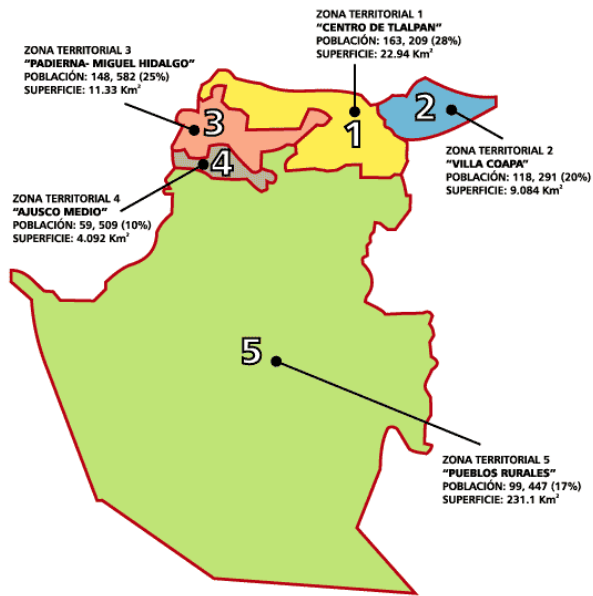 ZONA TERRITORIAL 1
“CENTRO DE TLALPAN”
POBLACIÓN: 163, 209 (28%)
SUPERFICIE: 22.94 Km²
ZONA TERRITORIAL 3
“PADIERNA- MIGUEL HIDALGO”
POBLACIÓN: 148, 582 (25%)
SUPERFICIE: 11.33 Km²
3
1
2
4
ZONA TERRITORIAL 2
“VILLA COAPA”
POBLACIÓN: 118, 291 (20%)
SUPERFICIE: 9.084 Km²
ZONA TERRITORIAL 4
“AJUSCO MEDIO”
POBLACIÓN: 59, 509 (10%)
SUPERFICIE: 4.092 Km²
5
ZONA TERRITORIAL 5
“PUEBLOS RURALES”
POBLACIÓN: 99, 447 (17%)
SUPERFICIE: 231.1 Km²